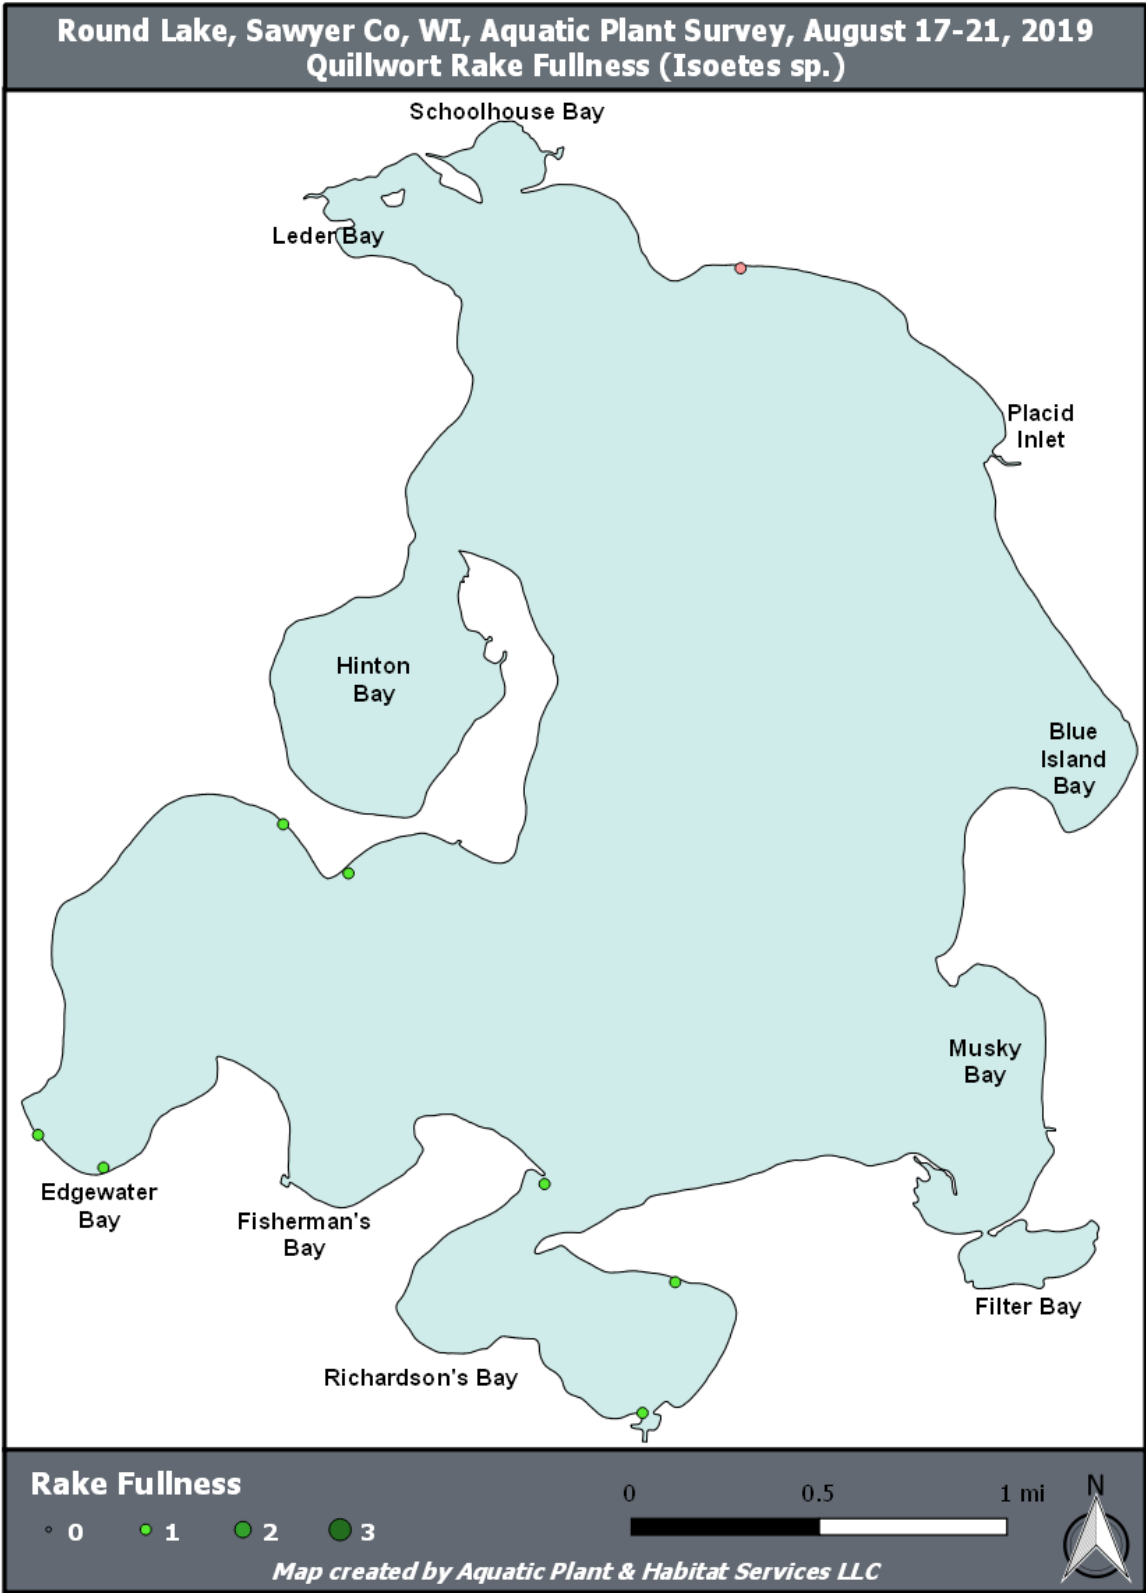 Round Lake, Sawyer Co, WI, Aquatic Plant Survey, August 17-21, 2019
Quillwort Rake Fullness (Isoetes sp.)
Schoolhouse Bay
Leder Bay
Placid
Inlet
Hinton
Bay
Blue
Island
Bay
Musky
Bay
Edgewater
Bay
Fisherman's
Bay
Filter Bay
Richardson's Bay
Rake Fullness
0 1 2 3
0 0.5 1 mi
N
Map created by Aquatic Plant & Habitat Services LLC